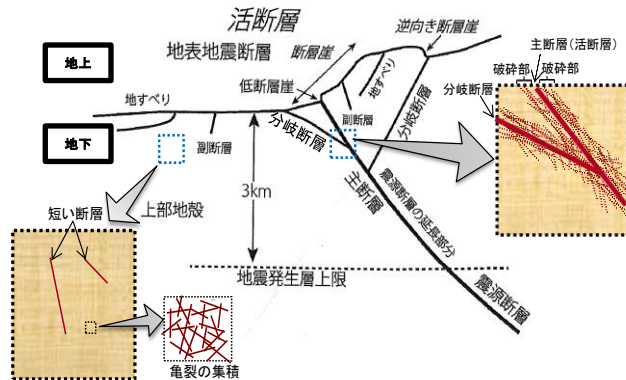 活断層
地表地震断層
断層崖
逆向き断層崖
地上
低断層崖
地すべり
地すべり
地下
分岐断層
副断層
副断層
分岐断層
主断層
3km
上部地殻
震源断層の延長部分
地震発生層上限
震源断層
主断層(活断層)
破砕部
破砕部
分岐断層
短い断層
亀裂の集積